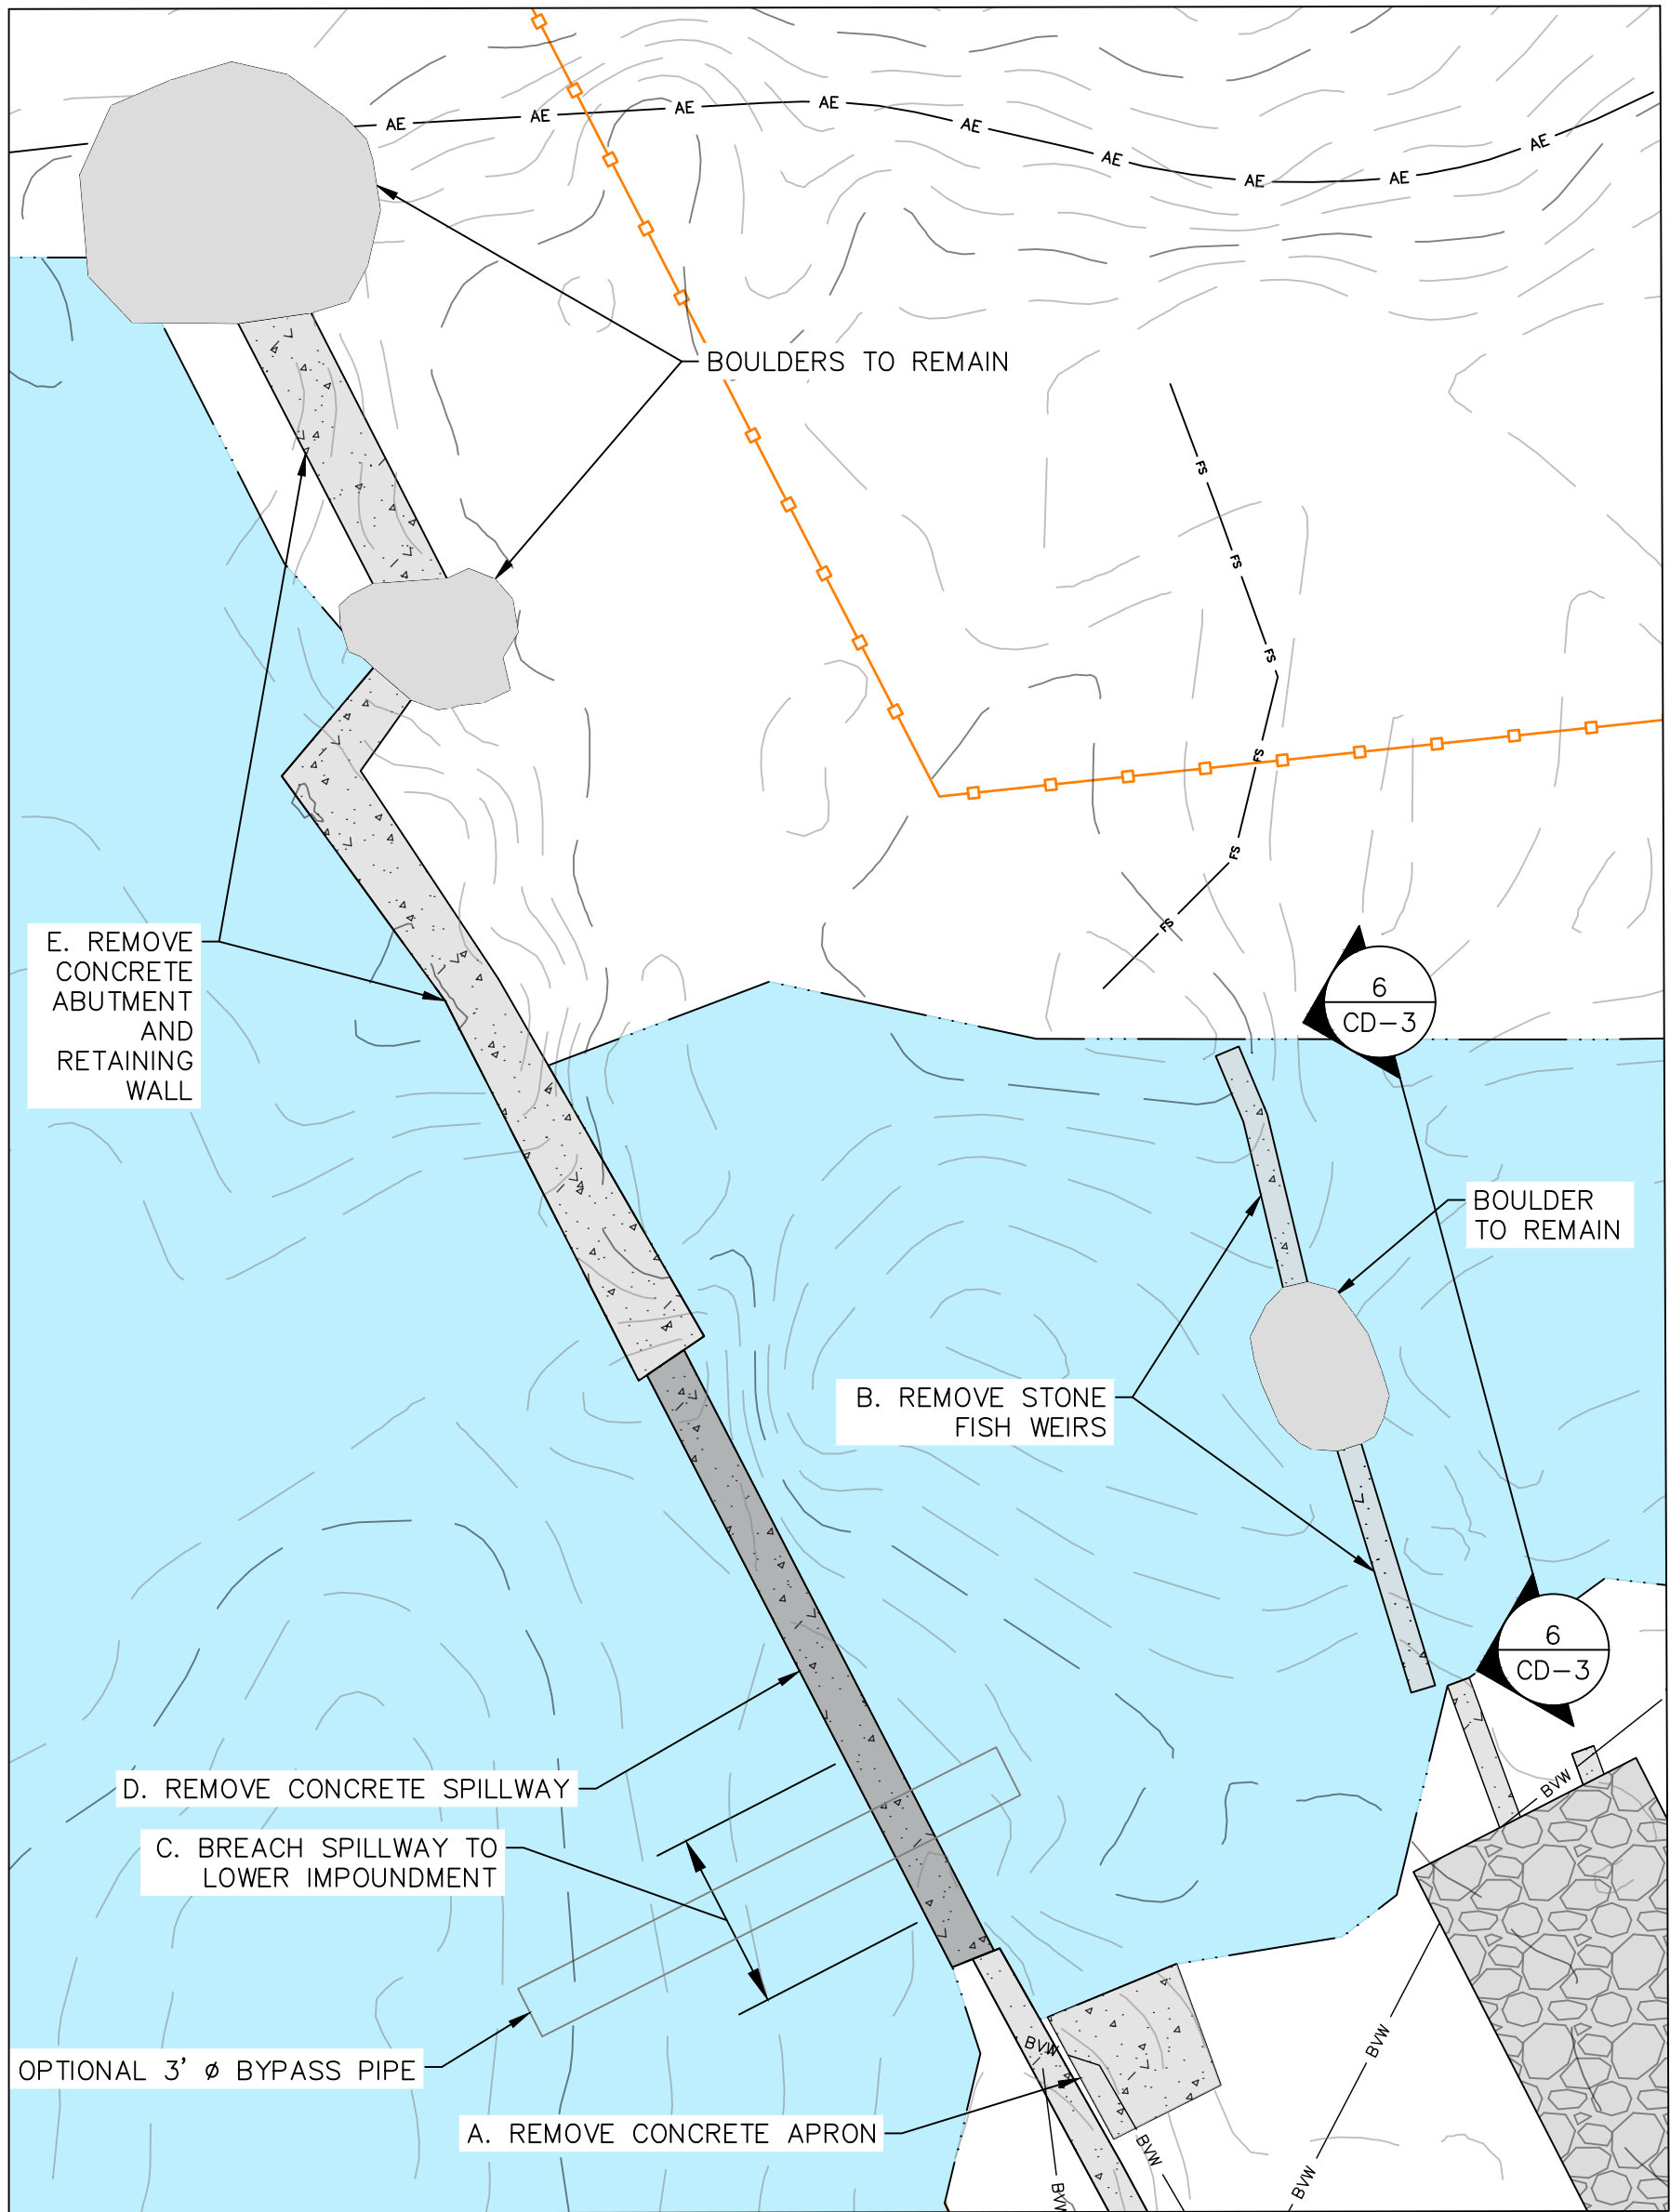 AE
AE
AE
AE
AE
AE
AE
AE
AE
BOULDERS TO REMAIN
FS
FS
FS
FS
FS
FS
E. REMOVE
CONCRETE
ABUTMENT
AND
RETAINING
WALL
6
CD-3
BOULDER
TO REMAIN
B. REMOVE STONE
FISH WEIRS
6
CD-3
D. REMOVE CONCRETE SPILLWAY
BVW
C. BREACH SPILLWAY TO
LOWER IMPOUNDMENT
OPTIONAL 3' ø BYPASS PIPE
BVW
BVW
A. REMOVE CONCRETE APRON
BVW
BVW
BVW